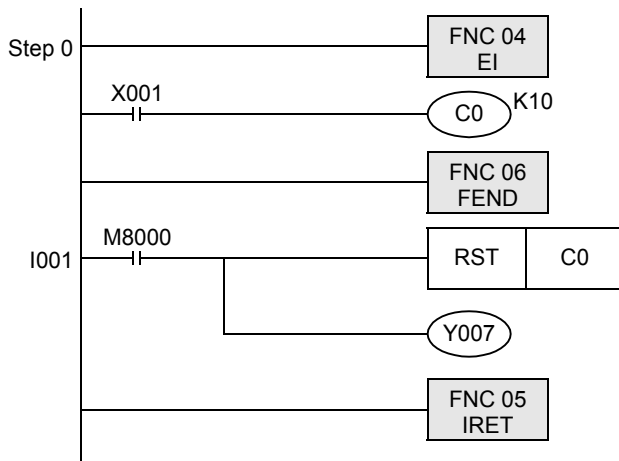 Step 0
FNC 04
EI
X001
C0
K10
FNC 06
FEND
M8000
I001
RST
C0
Y007
FNC 05
IRET